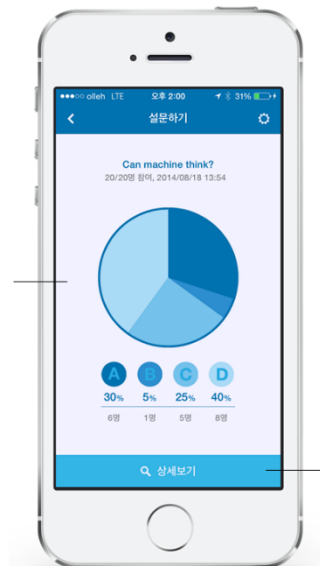 olleh LTE 오후 2:00 31%
설문하기
Can machine think?
20/20명 참여, 2014/08/18 13:54
A B C D
30% 5% 25% 40%
6명 1명 5명 8명
상세보기